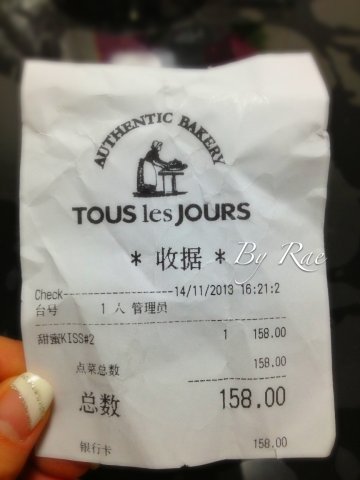 AUTHENTIC BAKERY
TOUS les JOURS
* 收据 *
By Rae
Check--------------------14/11/2013 16:21:2
台号 1 人 管理员
甜蜜KISS#2 1 158.00
点菜总数 158.00
总数 158.00
银行卡 158.00